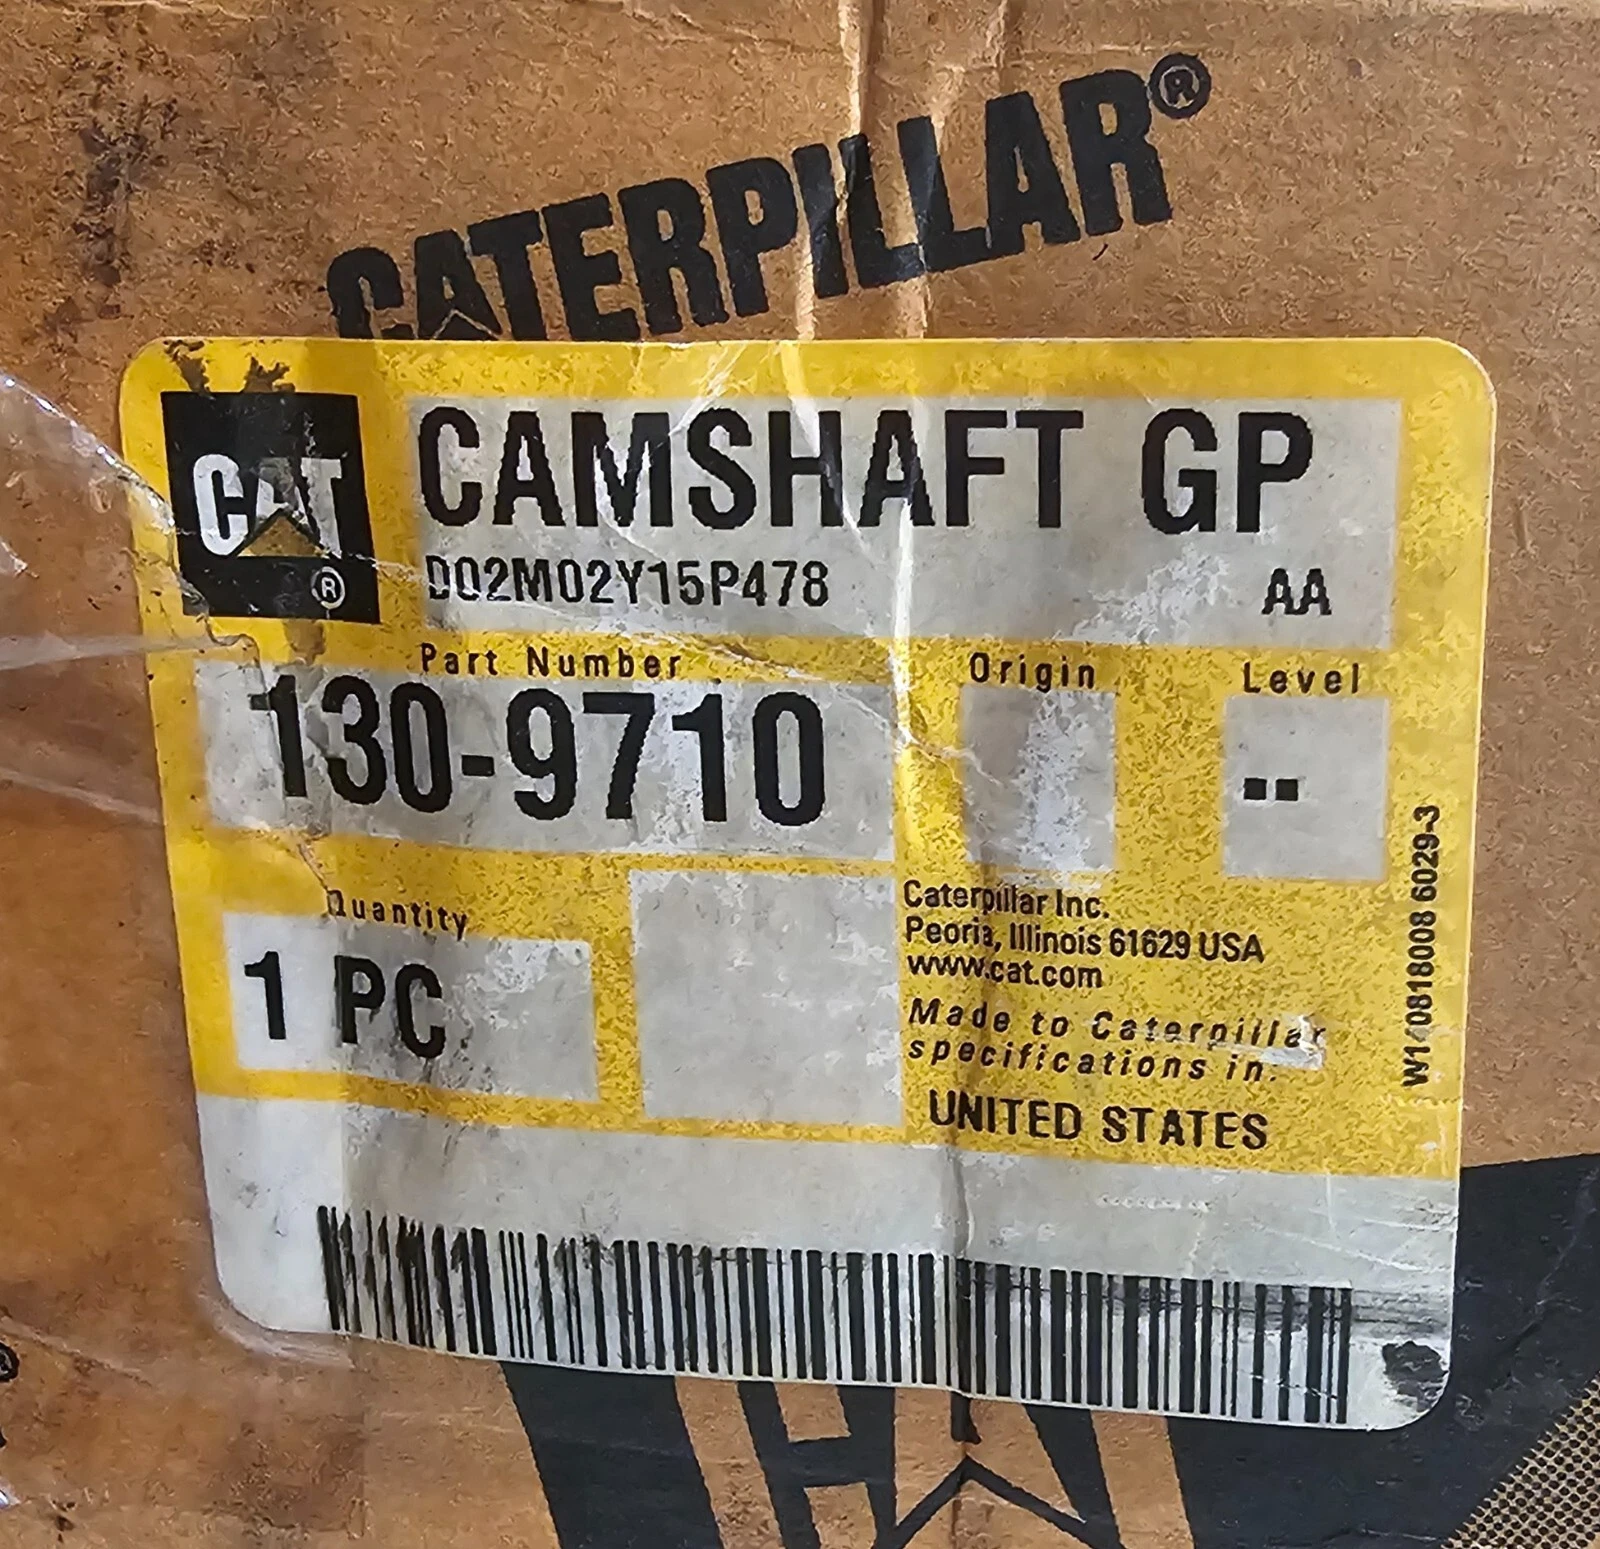 CATERPILLAR®
CAT®
CAMSHAFT GP
D02M02Y15P478 AA
Part Number Origin Level
130-9710 --
Quantity
1 PC
Caterpillar Inc.
Peoria, Illinois 61629 USA
www.cat.com
Made to Caterpillar
specifications in:
UNITED STATES